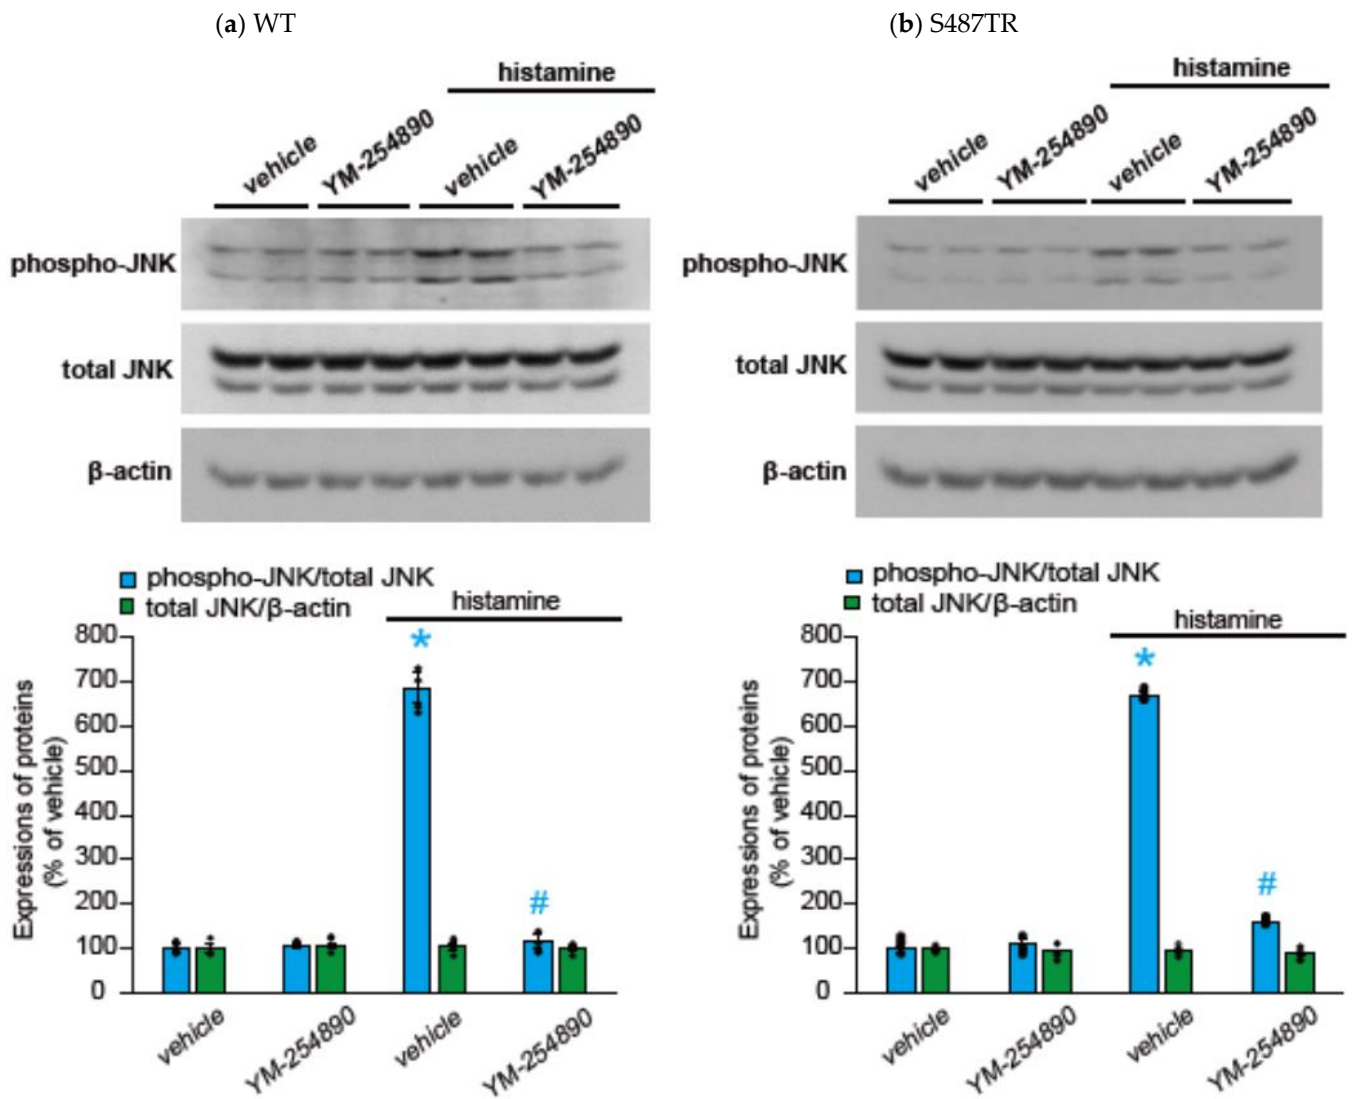 (a) WT
histamine
vehicle
YM-254890
vehicle
YM-254890
phospho-JNK
total JNK
β-actin
phospho-JNK/total JNK
total JNK/β-actin
histamine
*
#
Expressions of proteins
(% of vehicle)
800
700
600
500
400
300
200
100
0
vehicle
YM-254890
vehicle
YM-254890
(b) S487TR
histamine
vehicle
YM-254890
vehicle
YM-254890
phospho-JNK
total JNK
β-actin
phospho-JNK/total JNK
total JNK/β-actin
histamine
*
#
Expressions of proteins
(% of vehicle)
800
700
600
500
400
300
200
100
0
vehicle
YM-254890
vehicle
YM-254890